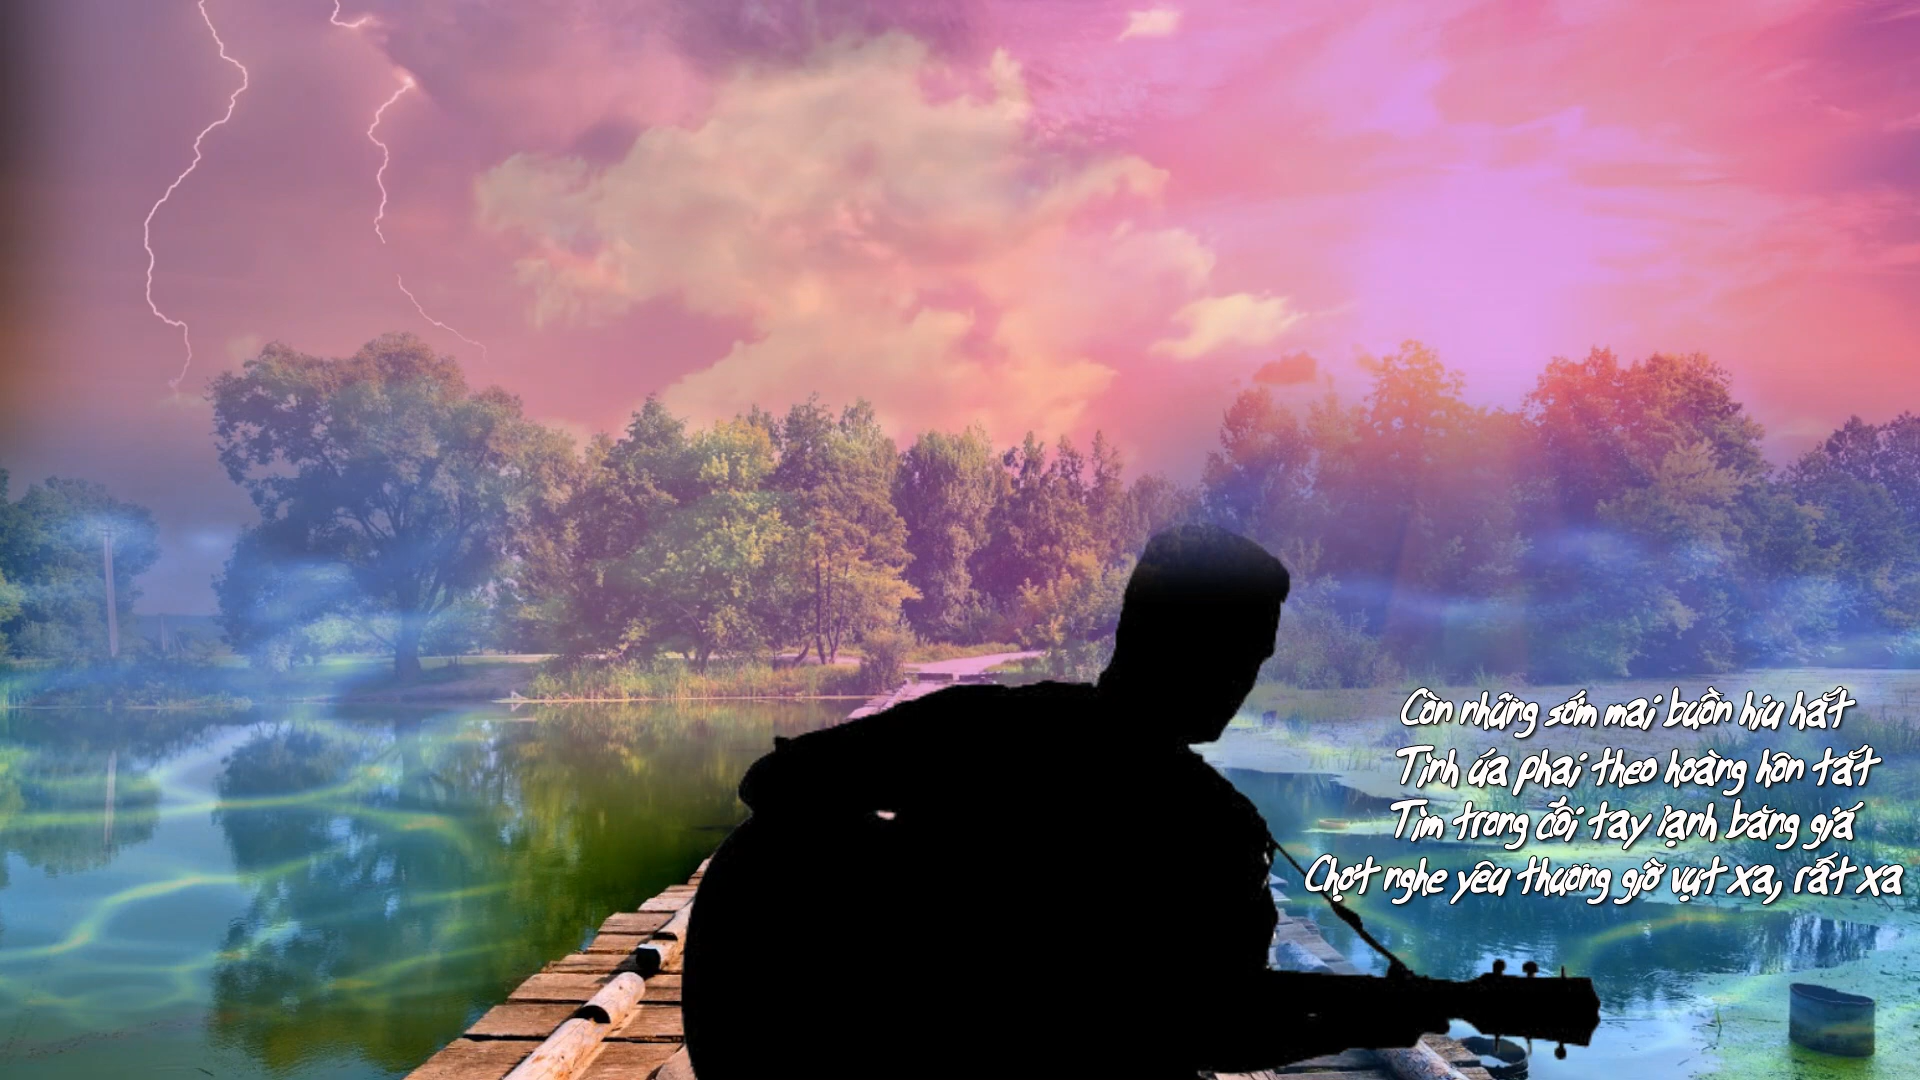 Còn những sớm mai buồn hiu hắt
Tình úa phai theo hoàng hôn tắt
Tìm trong cõi tay lạnh băng giá
Chợt nghe yêu thương giờ vụt xa, rất xa